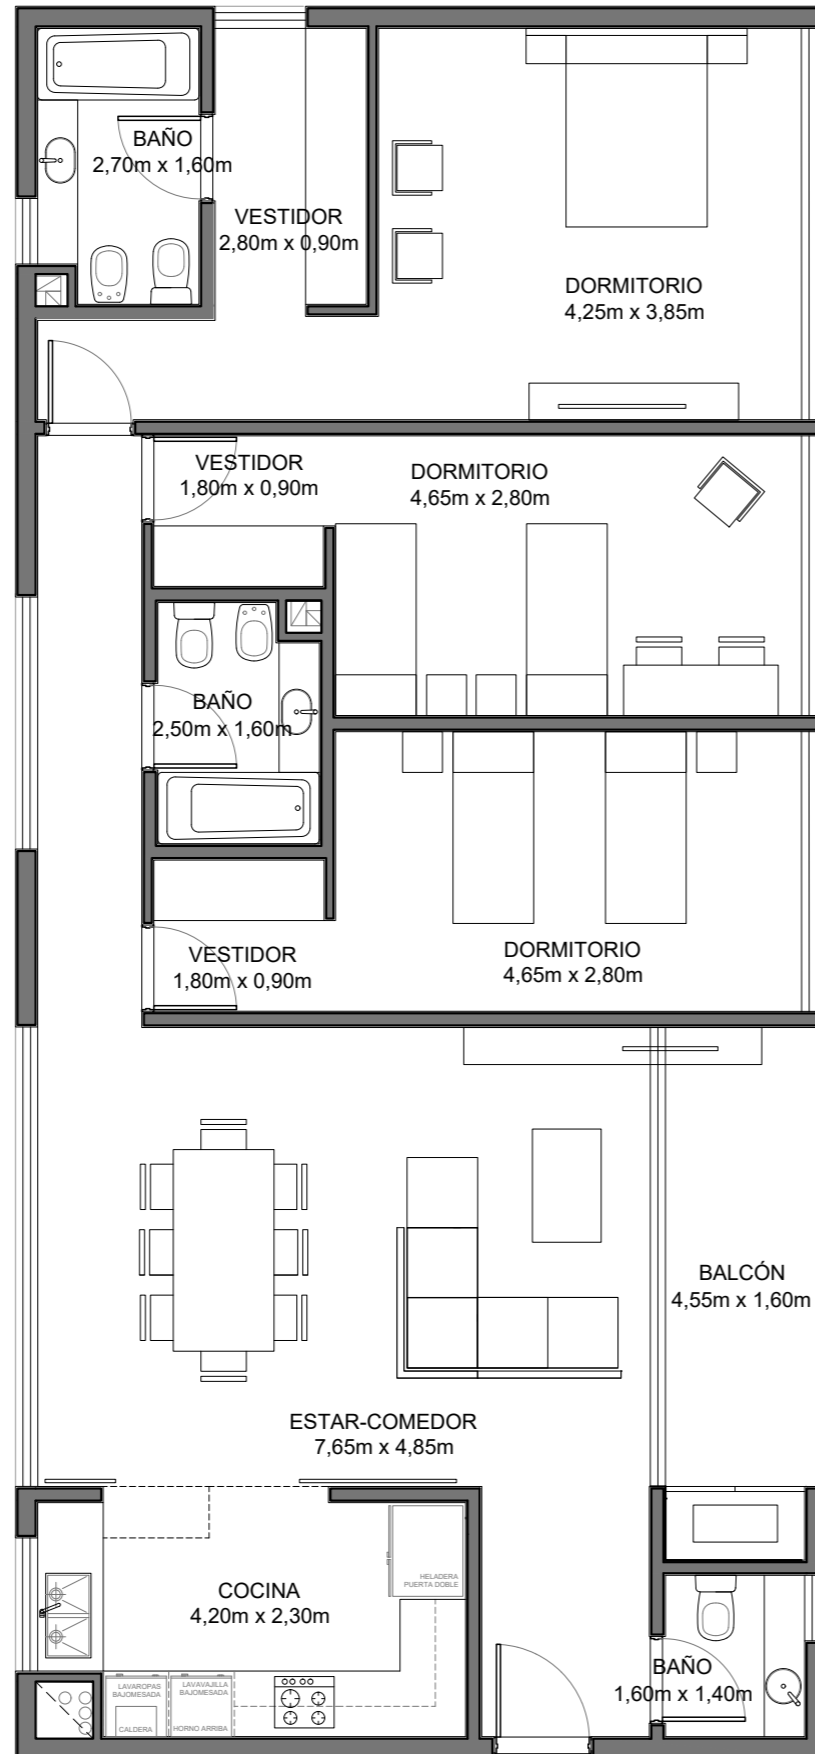 BAÑO
2,70m x 1,60m
VESTIDOR
2,80m x 0,90m
DORMITORIO
4,25m x 3,85m
VESTIDOR
1,80m x 0,90m
DORMITORIO
4,65m x 2,80m
BAÑO
2,50m x 1,60m
VESTIDOR
1,80m x 0,90m
DORMITORIO
4,65m x 2,80m
BALCÓN
4,55m x 1,60m
ESTAR-COMEDOR
7,65m x 4,85m
HELADERA
PUERTA DOBLE
COCINA
4,20m x 2,30m
LAVAROPAS
BAJOMESADA
CALDERA
LAVAVAJILLA
BAJOMESADA
HORNO ARRIBA
BAÑO
1,60m x 1,40m